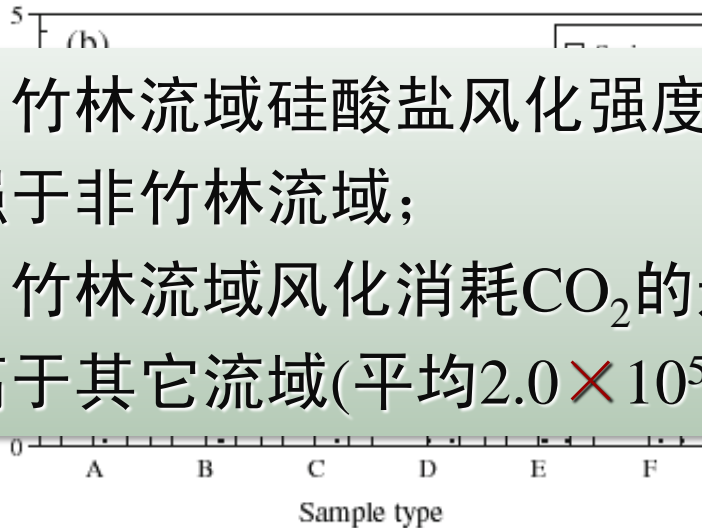 5
(b)
竹林流域硅酸盐风化强度
于非竹林流域；
竹林流域风化消耗CO₂的
于其它流域(平均2.0×10⁵
0
A B C D E F
Sample type